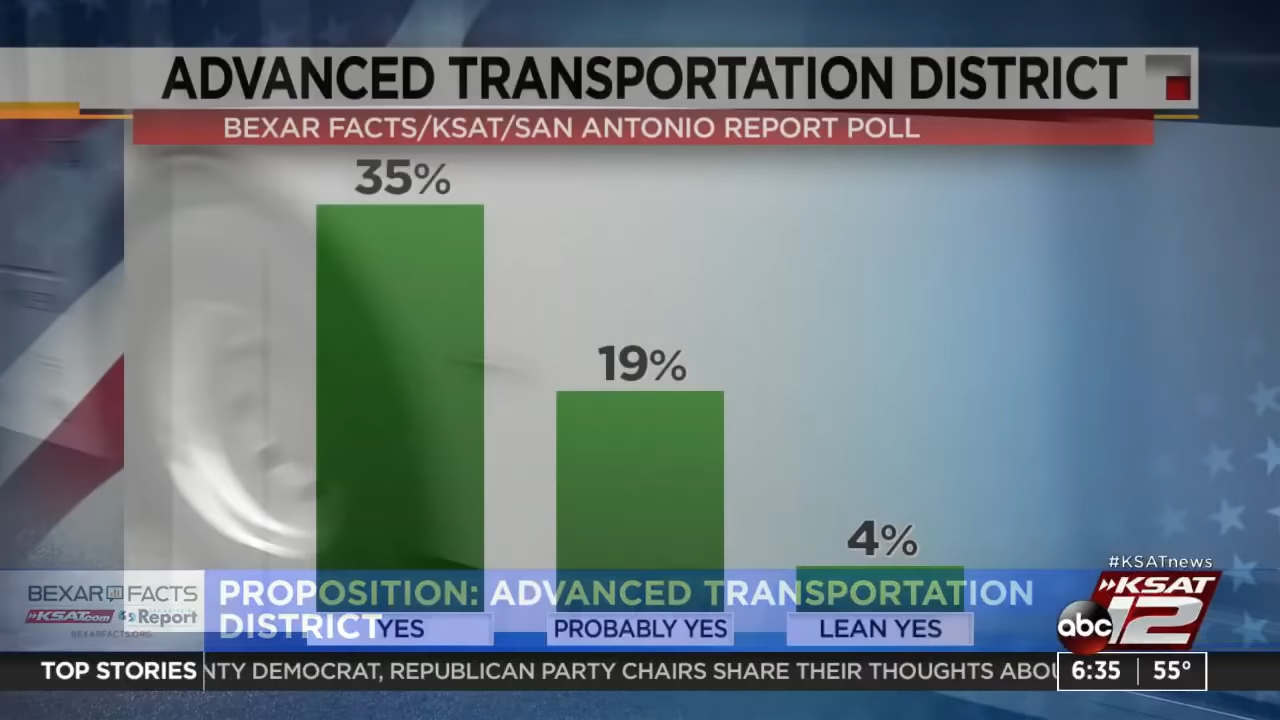 ADVANCED TRANSPORTATION DISTRICT
BEXAR FACTS/KSAT/SAN ANTONIO REPORT POLL
35%
19%
4%
#KSATnews
BEXAR FACTS
KSAT.com Report
BEXARFACTS.ORG
PROPOSITION: ADVANCED TRANSPORTATION
DISTRICT
YES
PROBABLY YES
LEAN YES
abc KSAT 12
TOP STORIES
NTY DEMOCRAT, REPUBLICAN PARTY CHAIRS SHARE THEIR THOUGHTS ABOU
6:35 55°